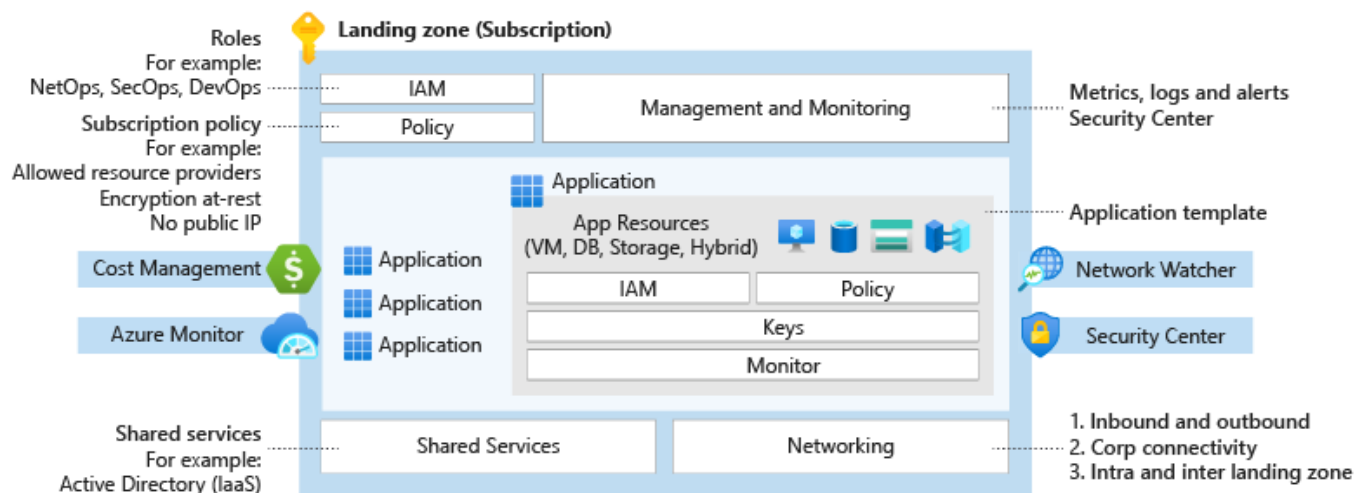 Landing zone (Subscription)
Roles
For example:
NetOps, SecOps, DevOps
Subscription policy
For example:
Allowed resource providers
Encryption at-rest
No public IP
Cost Management
Azure Monitor
Shared services
For example:
Active Directory (IaaS)
IAM
Policy
Management and Monitoring
Application
Application
Application
Application
App Resources
(VM, DB, Storage, Hybrid)
IAM
Policy
Keys
Monitor
Shared Services
Networking
Metrics, logs and alerts
Security Center
Application template
Network Watcher
Security Center
1. Inbound and outbound
2. Corp connectivity
3. Intra and inter landing zone